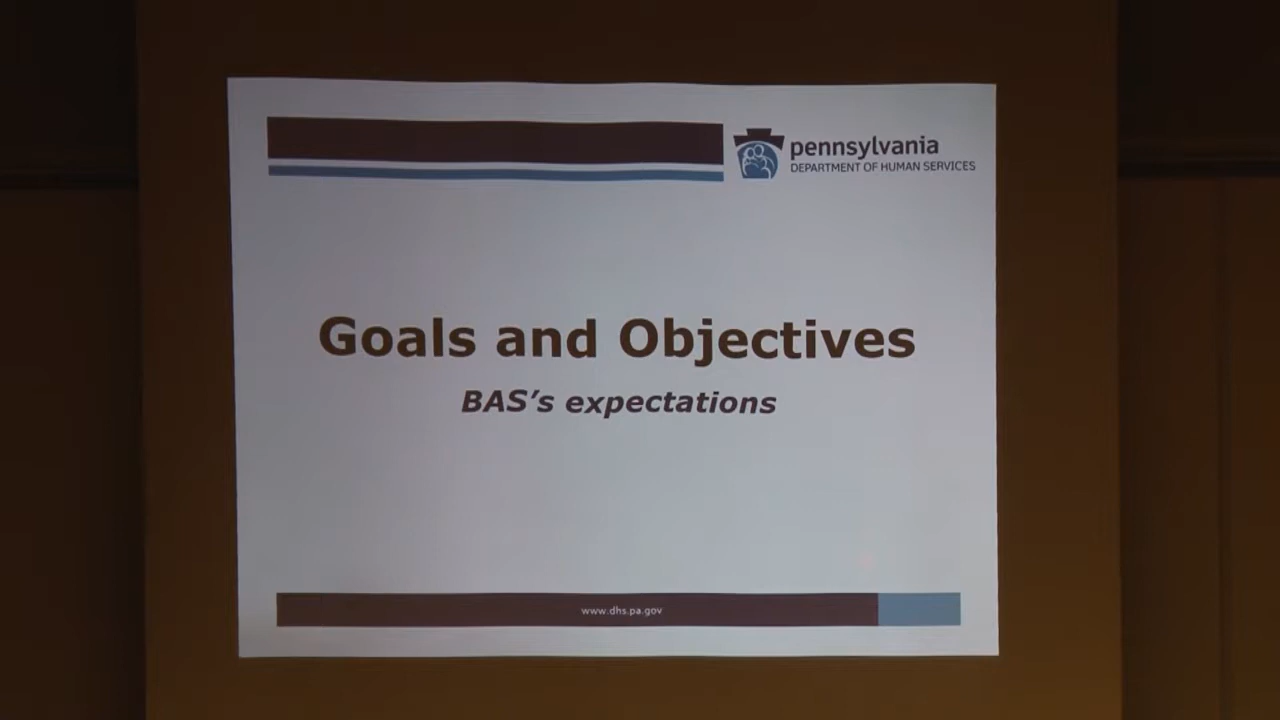 pennsylvania
DEPARTMENT OF HUMAN SERVICES
Goals and Objectives
BAS’s expectations
www.dhs.pa.gov